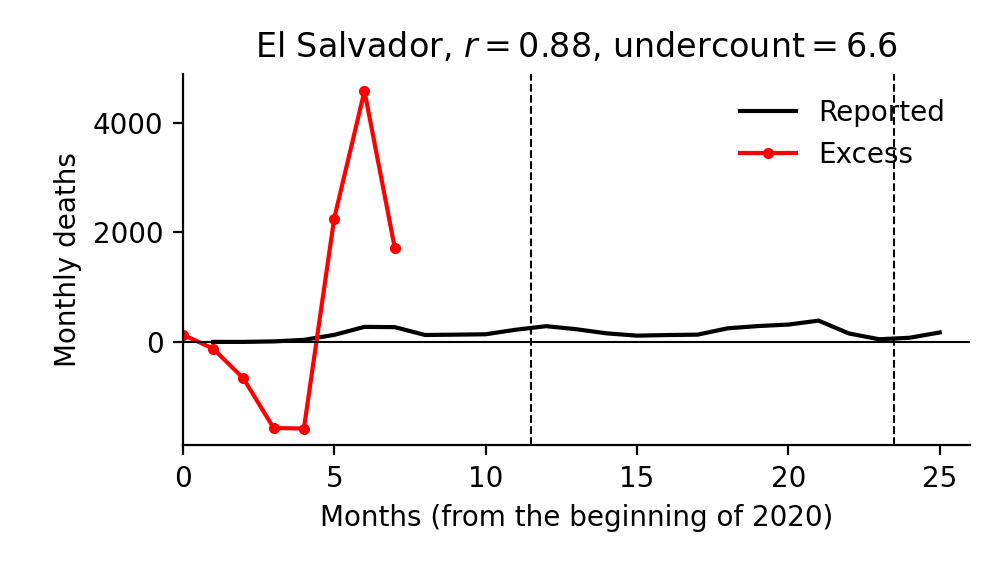 El Salvador, r = 0.88, undercount = 6.6
Reported
Excess
Monthly deaths
4000
2000
0
0 5 10 15 20 25
Months (from the beginning of 2020)